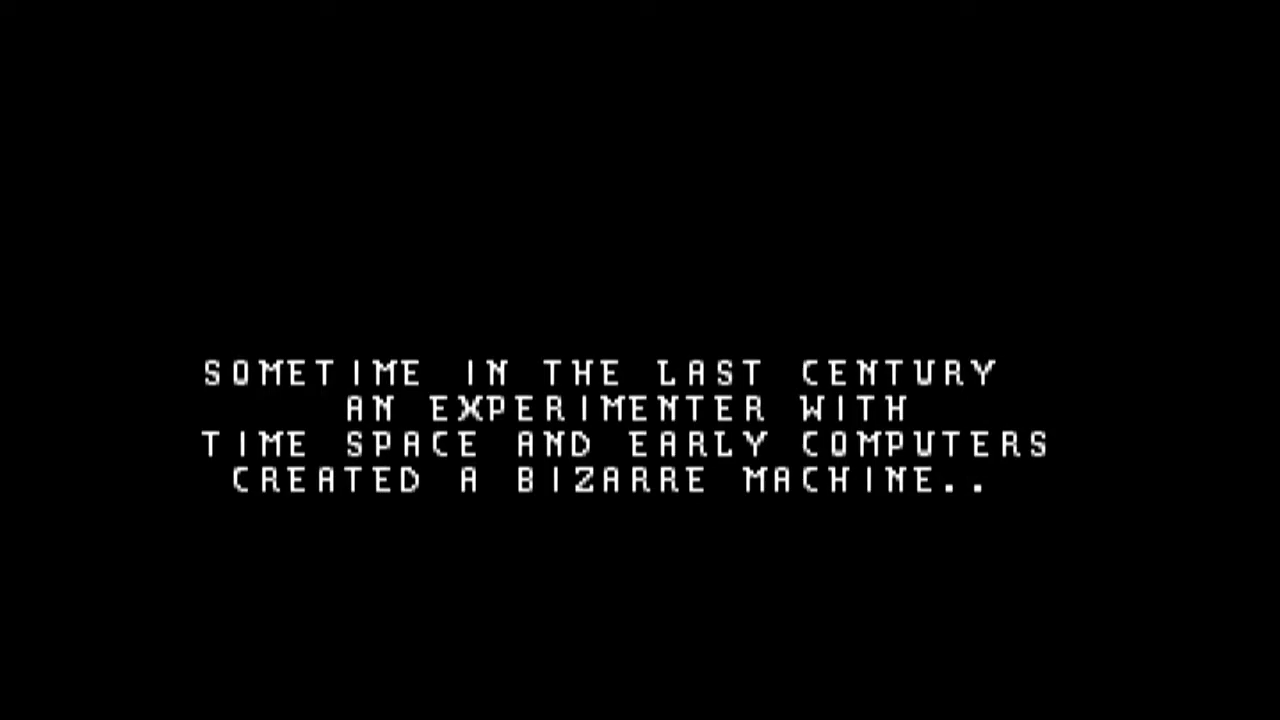 SOMETIME IN THE LAST CENTURY
AN EXPERIMENTER WITH
TIME SPACE AND EARLY COMPUTERS
CREATED A BIZARRE MACHINE..